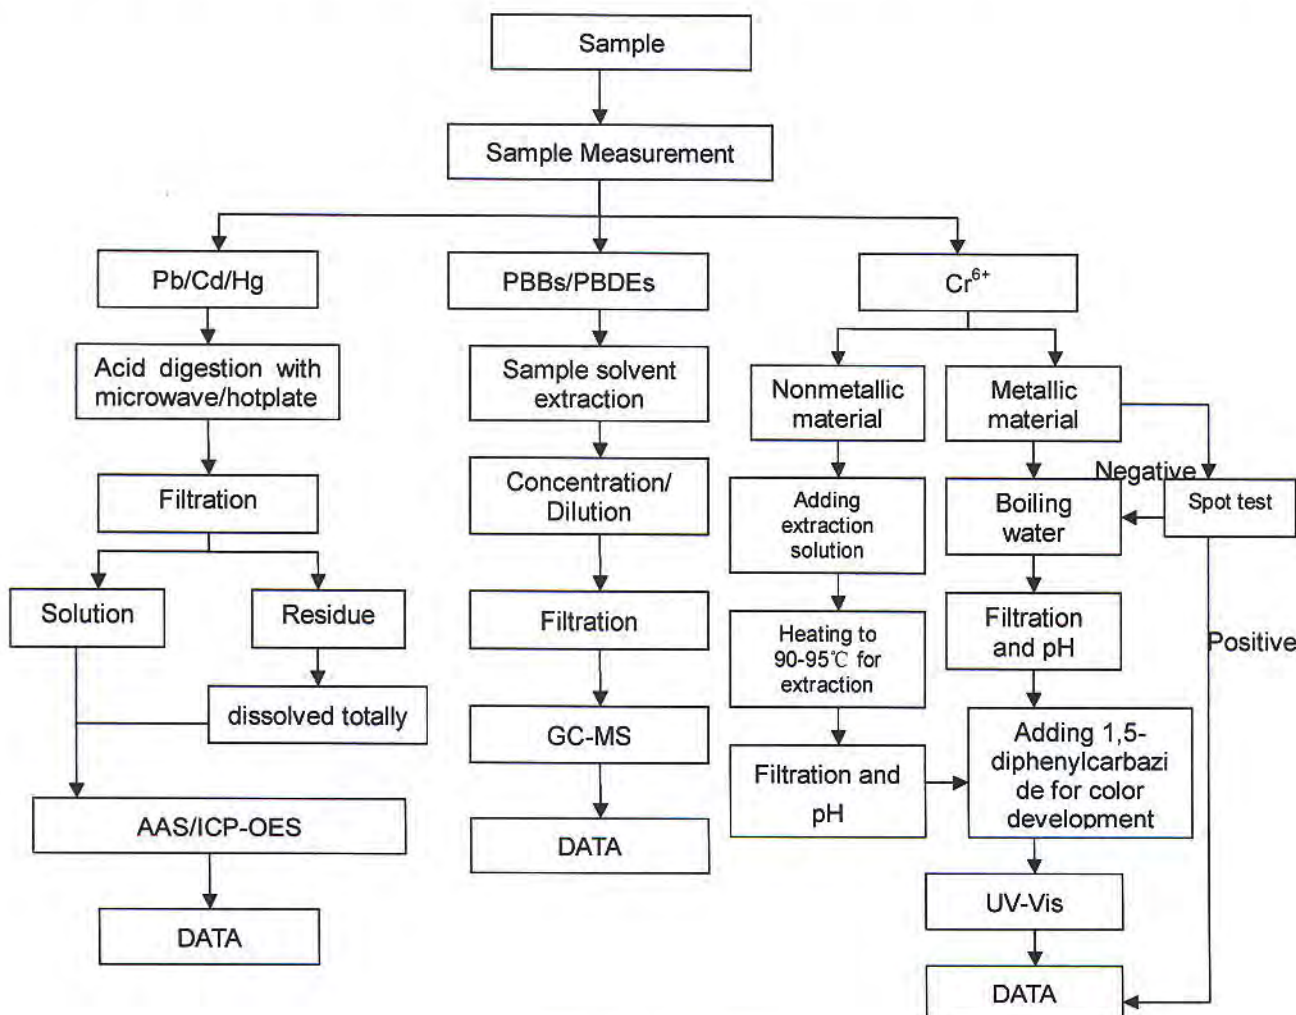 Sample
Sample Measurement
Pb/Cd/Hg
Acid digestion with
microwave/hotplate
Filtration
Solution
Residue
dissolved totally
AAS/ICP-OES
DATA
PBBs/PBDEs
Sample solvent
extraction
Concentration/
Dilution
Filtration
GC-MS
DATA
Cr6+
Nonmetallic
material
Adding
extraction
solution
Heating to
90-95℃ for
extraction
Filtration and
pH
Metallic
material
Negative
Spot test
Boiling
water
Filtration
and pH
Positive
Adding 1,5-
diphenylcarbazi
de for color
development
UV-Vis
DATA